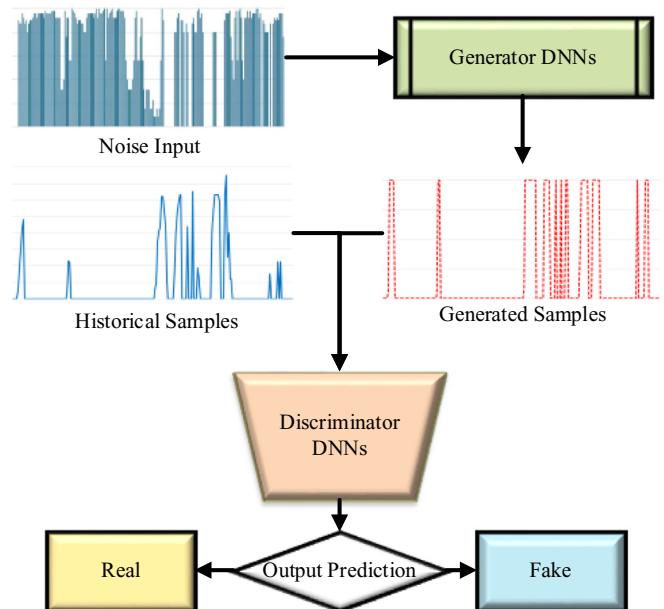 Generator DNNs
Noise Input
Historical Samples
Generated Samples
Discriminator
DNNs
Real
Output Prediction
Fake